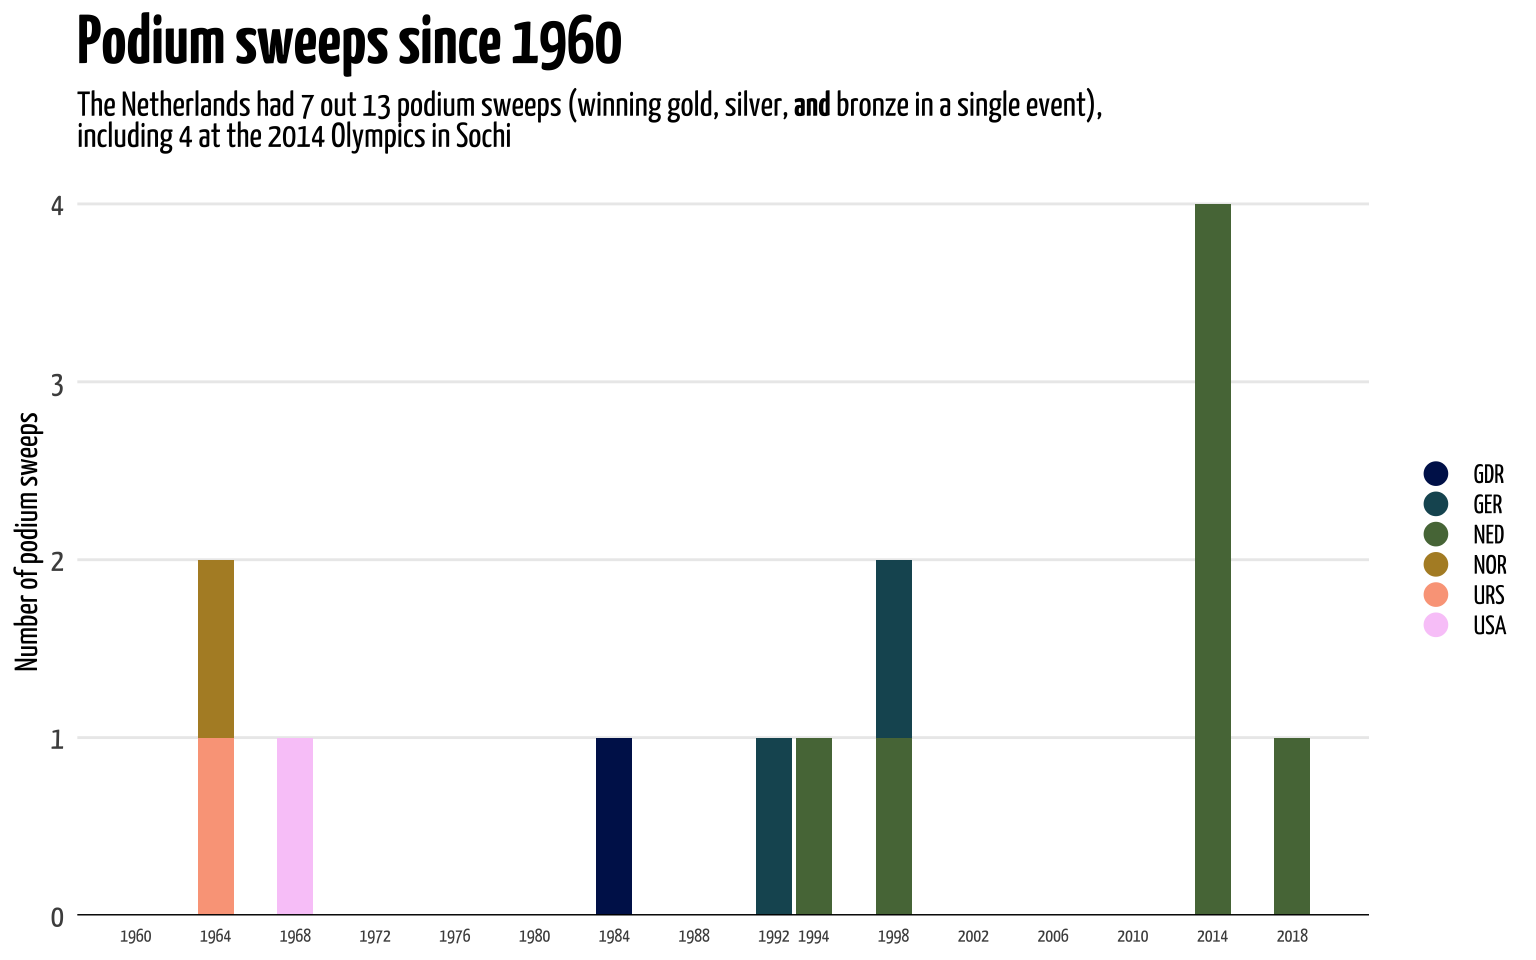 Podium sweeps since 1960
The Netherlands had 7 out 13 podium sweeps (winning gold, silver, and bronze in a single event),
including 4 at the 2014 Olympics in Sochi
Number of podium sweeps
4
3
2
1
0
1960 1964 1968 1972 1976 1980 1984 1988 1992 1994 1998 2002 2006 2010 2014 2018
GDR
GER
NED
NOR
URS
USA